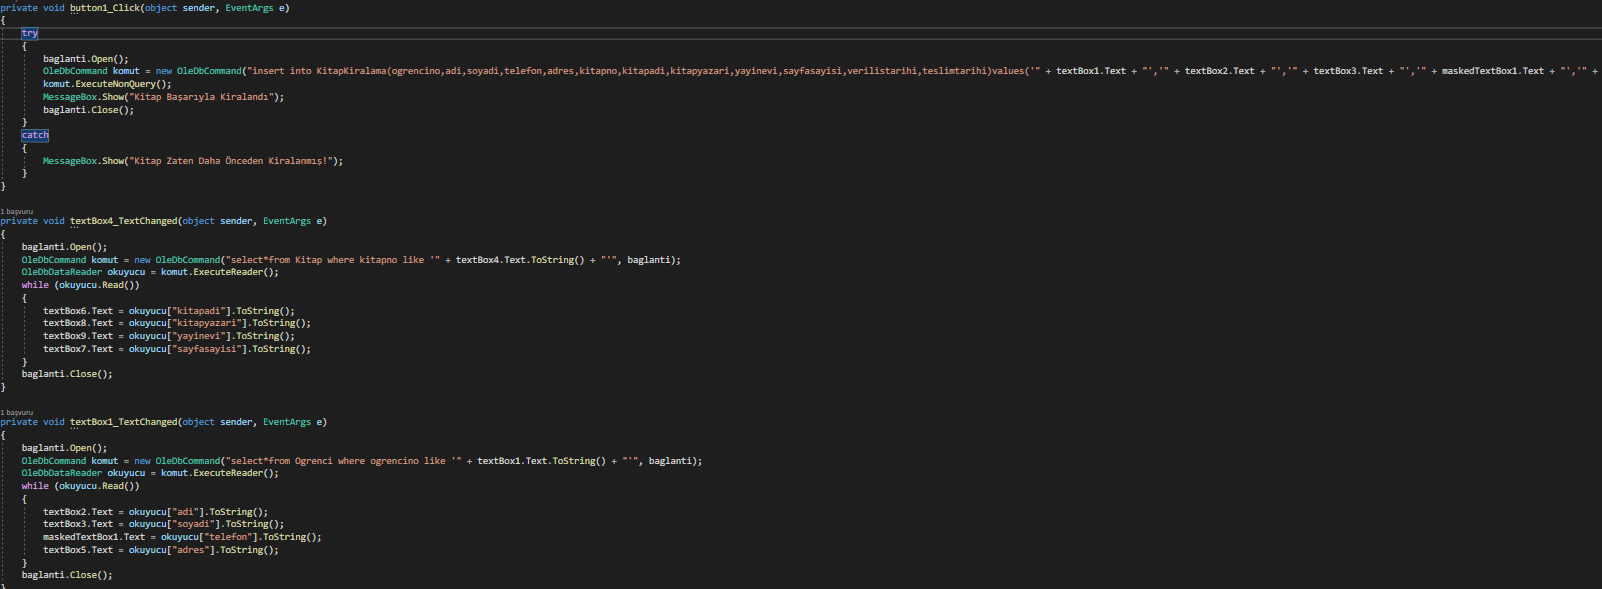 private void button1_Click(object sender, EventArgs e)
{
try
{
baglanti.Open();
OleDbCommand komut = new OleDbCommand("insert into KitapKiralama(ogrencino,adi,soyadi,telefon,adres,kitapno,kitapadi,kitapyazari,yayinevi,sayfasayisi,verilistarihi,teslimtarihi)values('" + textBox1.Text + "','" + textBox2.Text + "','" + textBox3.Text + "','" + maskedTextBox1.Text + "','" +
komut.ExecuteNonQuery();
MessageBox.Show("Kitap Başarıyla Kiralandı");
baglanti.Close();
}
catch
{
MessageBox.Show("Kitap Zaten Daha Önceden Kiralanmış!");
}
}
1 başvuru
private void textBox4_TextChanged(object sender, EventArgs e)
{
baglanti.Open();
OleDbCommand komut = new OleDbCommand("select*from Kitap where kitapno like '" + textBox4.Text.ToString() + "'", baglanti);
OleDbDataReader okuyucu = komut.ExecuteReader();
while (okuyucu.Read())
{
textBox6.Text = okuyucu["kitapadi"].ToString();
textBox8.Text = okuyucu["kitapyazari"].ToString();
textBox9.Text = okuyucu["yayinevi"].ToString();
textBox7.Text = okuyucu["sayfasayisi"].ToString();
}
baglanti.Close();
}
1 başvuru
private void textBox1_TextChanged(object sender, EventArgs e)
{
baglanti.Open();
OleDbCommand komut = new OleDbCommand("select*from Ogrenci where ogrencino like '" + textBox1.Text.ToString() + "'", baglanti);
OleDbDataReader okuyucu = komut.ExecuteReader();
while (okuyucu.Read())
{
textBox2.Text = okuyucu["adi"].ToString();
textBox3.Text = okuyucu["soyadi"].ToString();
maskedTextBox1.Text = okuyucu["telefon"].ToString();
textBox5.Text = okuyucu["adres"].ToString();
}
baglanti.Close();
}